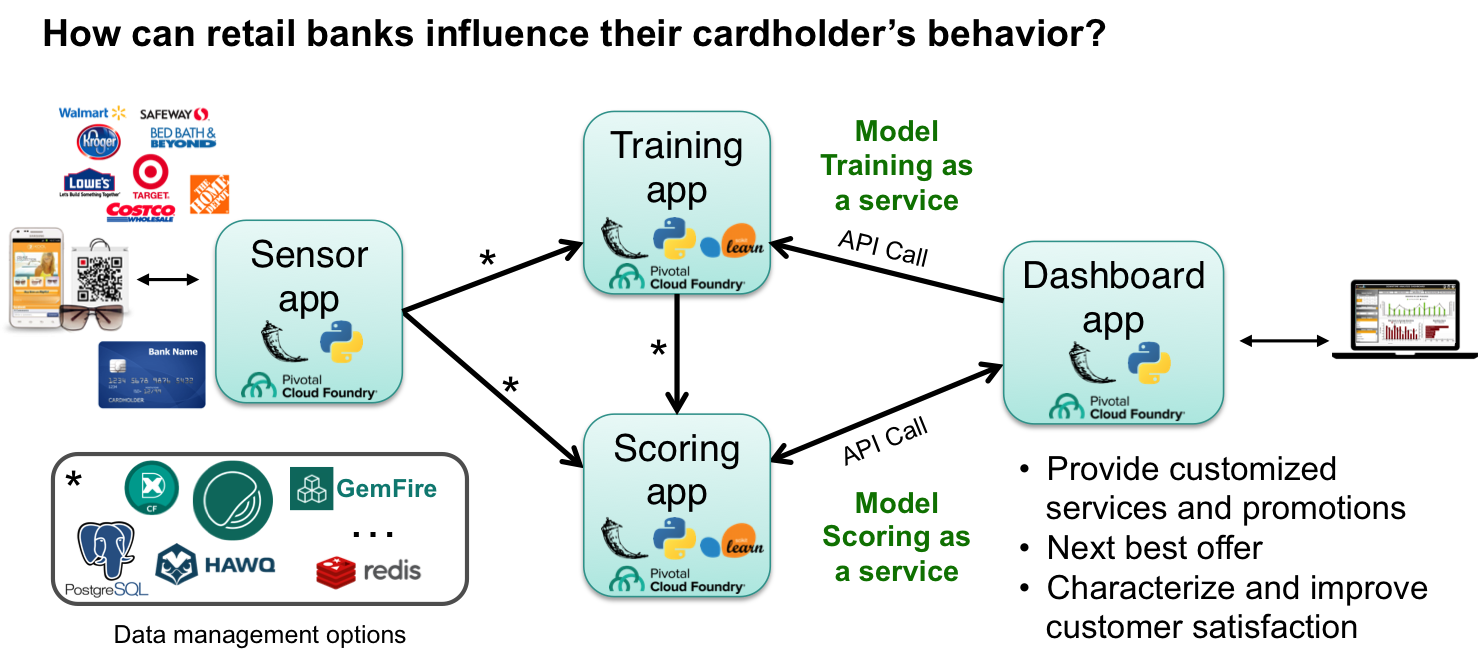 How can retail banks influence their cardholder's behavior?
Walmart
SAFEWAY
Kroger
BED BATH &
BEYOND
LOWE'S
Let's Build Something Together
TARGET
THE
HOME
DEPOT
COSTCO
WHOLESALE
Sensor
app
Pivotal
Cloud Foundry
Bank Name
1234 5678 9876 5432
CARDHOLDER
*
*
*
Training
app
learn
Pivotal
Cloud Foundry
Model
Training as
a service
API Call
Scoring
app
learn
Pivotal
Cloud Foundry
API Call
Model
Scoring as
a service
Dashboard
app
Pivotal
Cloud Foundry
• Provide customized
services and promotions
• Next best offer
• Characterize and improve
customer satisfaction
*
CF
GemFire
...
PostgreSQL
HAWQ
redis
Data management options